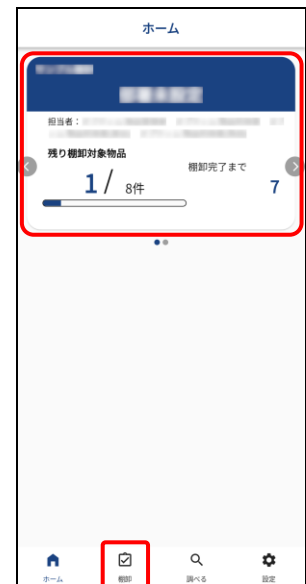 ホーム
担当者：
残り棚卸対象物品
棚卸完了まで
1 / 8件
7
ホーム
棚卸
調べる
設定